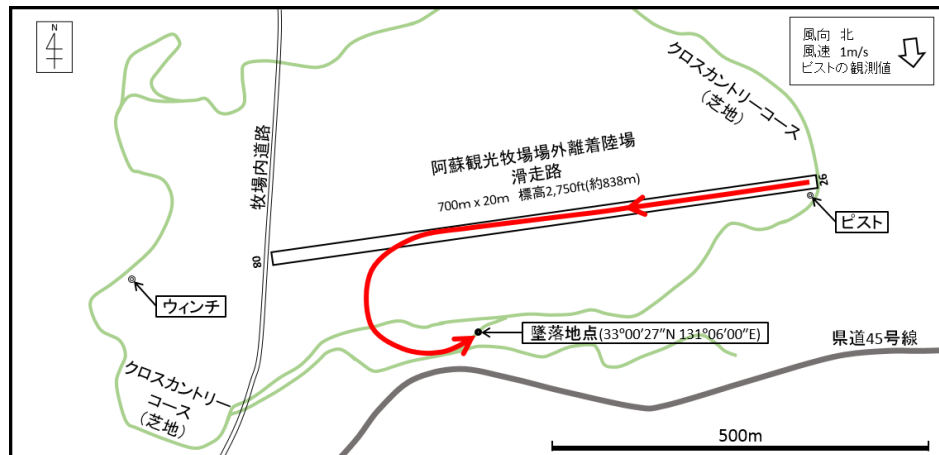 N
風向 北
風速 1m/s
ピストの観測値
クロスカントリーコース
(芝地)
牧場内道路
阿蘇観光牧場場外離着陸場
滑走路
700m x 20m 標高2,750ft(約838m)
26
ピスト
08
ウィンチ
墜落地点(33°00′27″N 131°06′00″E)
県道45号線
クロスカントリー
コース
(芝地)
500m